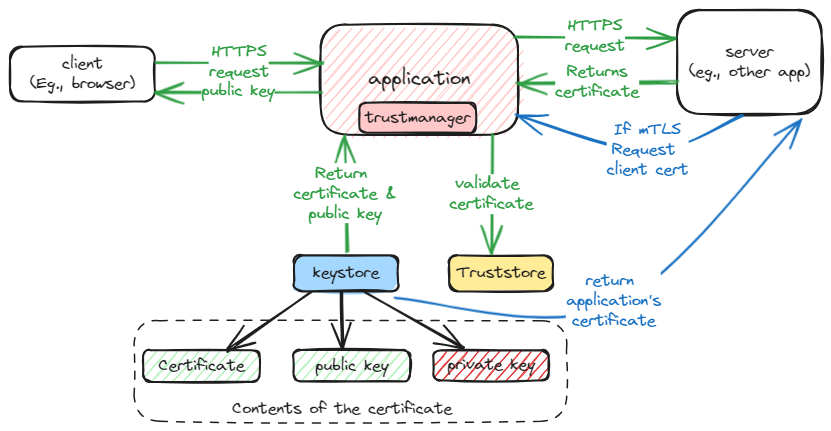 client
(Eg., browser)
HTTPS
request
public key
application
trustmanager
HTTPS
request
Returns
certificate
server
(eg., other app)
If mTLS
Request
client cert
Return
certificate &
public key
validate
certificate
keystore
Truststore
return
application's
certificate
Certificate
public key
private key
Contents of the certificate